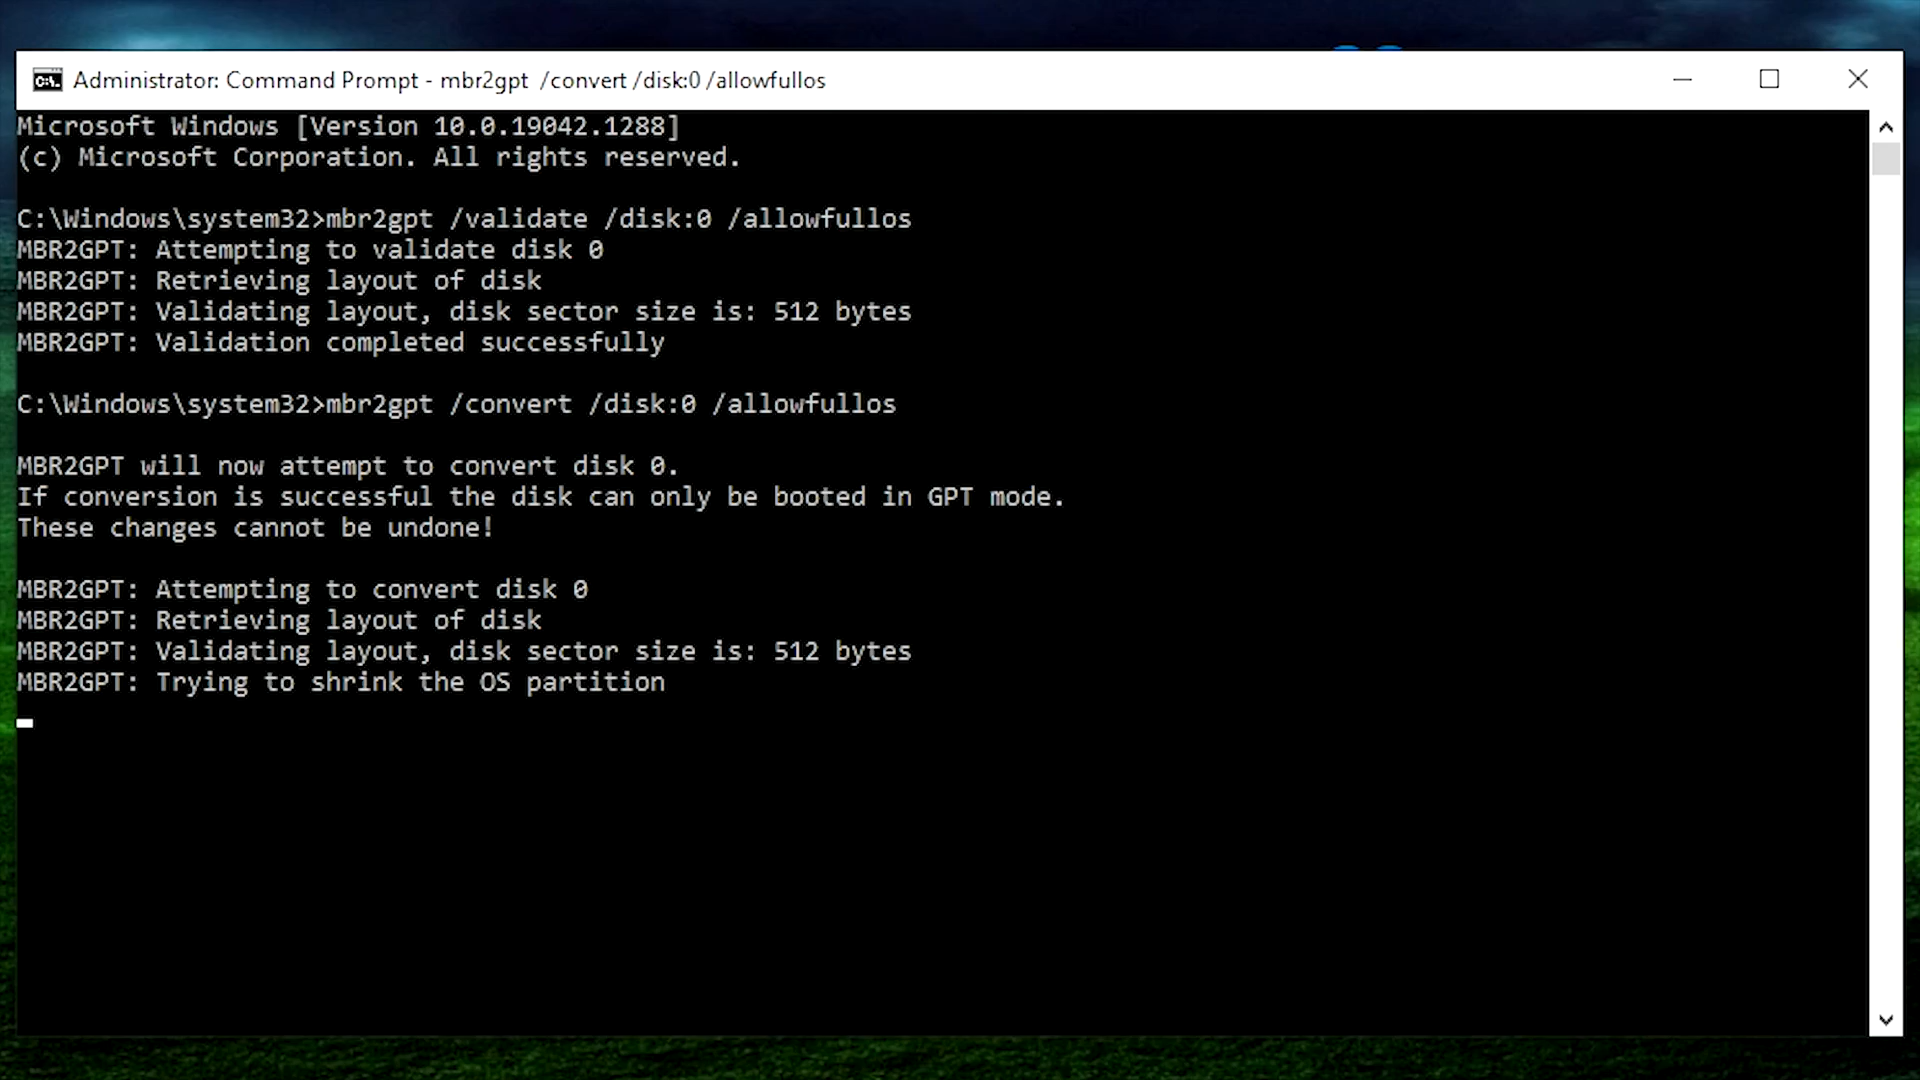 Administrator: Command Prompt - mbr2gpt /convert /disk:0 /allowfullos
Microsoft Windows [Version 10.0.19042.1288]
(c) Microsoft Corporation. All rights reserved.
C:\Windows\system32>mbr2gpt /validate /disk:0 /allowfullos
MBR2GPT: Attempting to validate disk 0
MBR2GPT: Retrieving layout of disk
MBR2GPT: Validating layout, disk sector size is: 512 bytes
MBR2GPT: Validation completed successfully
C:\Windows\system32>mbr2gpt /convert /disk:0 /allowfullos
MBR2GPT will now attempt to convert disk 0.
If conversion is successful the disk can only be booted in GPT mode.
These changes cannot be undone!
MBR2GPT: Attempting to convert disk 0
MBR2GPT: Retrieving layout of disk
MBR2GPT: Validating layout, disk sector size is: 512 bytes
MBR2GPT: Trying to shrink the OS partition